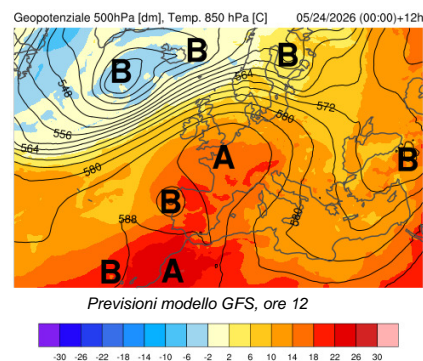 Geopotenziale 500hPa [dm], Temp. 850 hPa [C] 05/24/2026 (00:00)+12h
B
B
B
548
564
556
572
564
580
580
A
B
B
588
B
A
Previsioni modello GFS, ore 12
-30 -26 -22 -18 -14 -10 -6 -2 2 6 10 14 18 22 26 30